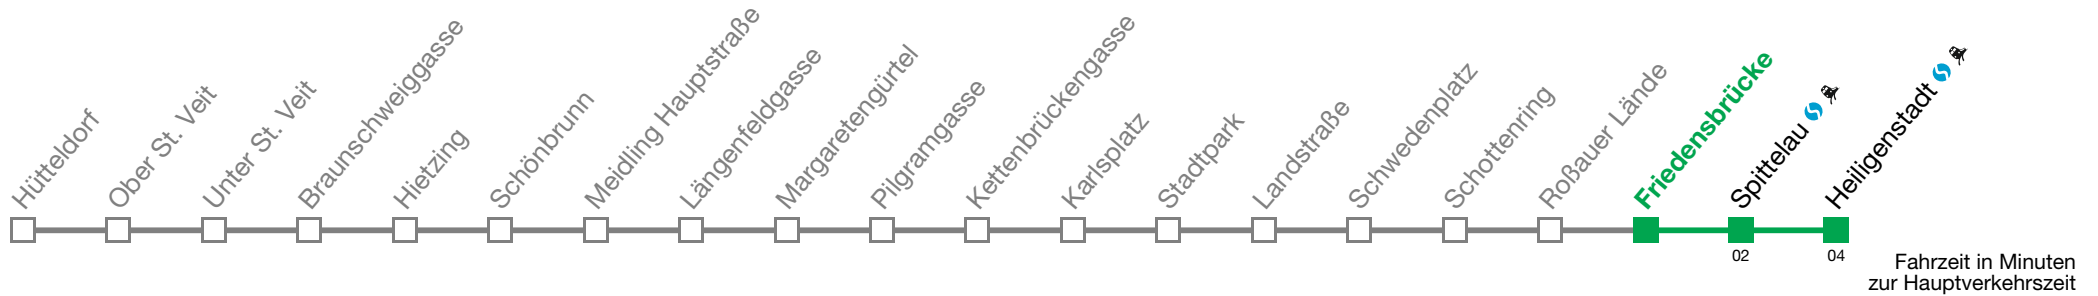 Hütteldorf
Ober St. Veit
Unter St. Veit
Braunschweiggasse
Hietzing
Schönbrunn
Meidling Hauptstraße
Längenfeldgasse
Margaretengürtel
Pilgramgasse
Kettenbrückengasse
Karlsplatz
Stadtpark
Landstraße
Schwedenplatz
Schottenring
Roßauer Lände
Friedensbrücke
Spittelau
Heiligenstadt
02
04
Fahrzeit in Minuten
zur Hauptverkehrszeit